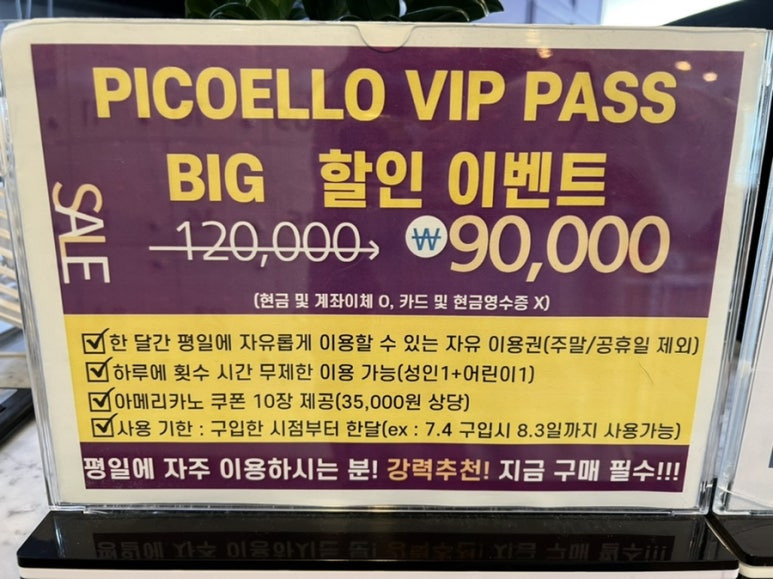 PICOELLO VIP PASS
BIG 할인 이벤트
SALE
120,000 ₩90,000
(현금 및 계좌이체 O, 카드 및 현금영수증 X)
한 달간 평일에 자유롭게 이용할 수 있는 자유 이용권(주말/공휴일 제외)
하루에 횟수 시간 무제한 이용 가능(성인1+어린이1)
아메리카노 쿠폰 10장 제공(35,000원 상당)
사용 기한 : 구입한 시점부터 한달(ex : 7.4 구입시 8.3일까지 사용가능)
평일에 자주 이용하시는 분! 강력추천! 지금 구매 필수!!!